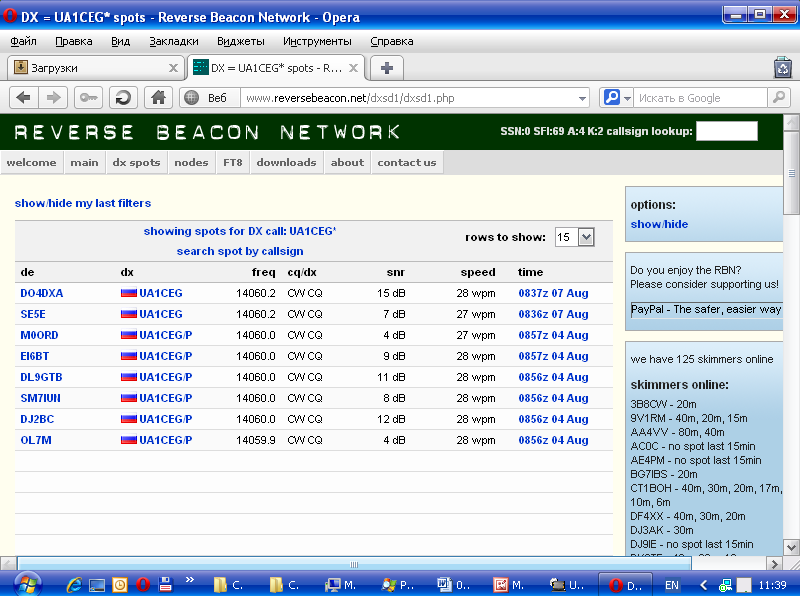 DX = UA1CEG* spots - Reverse Beacon Network - Opera
Файл Правка Вид Закладки Виджеты Инструменты Справка
Загрузки DX = UA1CEG* spots - R...
Веб www.reversebeacon.net/dxsd1/dxsd1.php Искать в Google
REVERSE BEACON NETWORK SSN:0 SFI:69 A:4 K:2 callsign lookup:
welcome main dx spots nodes FT8 downloads about contact us
show/hide my last filters
showing spots for DX call: UA1CEG*
search spot by callsign
rows to show: 15
de dx freq cq/dx snr speed time
DO4DXA UA1CEG 14060.2 CW CQ 15 dB 28 wpm 0837z 07 Aug
SE5E UA1CEG 14060.2 CW CQ 7 dB 27 wpm 0836z 07 Aug
M0ORD UA1CEG/P 14060.0 CW CQ 4 dB 27 wpm 0857z 04 Aug
EI6BT UA1CEG/P 14060.0 CW CQ 9 dB 28 wpm 0857z 04 Aug
DL9GTB UA1CEG/P 14060.0 CW CQ 11 dB 28 wpm 0856z 04 Aug
SM7IUN UA1CEG/P 14060.0 CW CQ 8 dB 28 wpm 0856z 04 Aug
DJ2BC UA1CEG/P 14060.0 CW CQ 12 dB 28 wpm 0856z 04 Aug
OL7M UA1CEG/P 14059.9 CW CQ 4 dB 28 wpm 0856z 04 Aug
options:
show/hide
Do you enjoy the RBN?
Please consider supporting us!
PayPal - The safer, easier way
we have 125 skimmers online
skimmers online:
3B8CW - 20m
9V1RM - 40m, 20m, 15m
AA4VV - 80m, 40m
AC0C - no spot last 15min
AE4PM - no spot last 15min
BG7IBS - 20m
CT1BOH - 40m, 30m, 20m, 17m,
10m, 6m
DF4XX - 40m, 30m, 20m
DJ3AK - 30m
DJ9IE - no spot last 15min
» С. С. М. Р.. 0.. М. U.. D.. EN 11:39